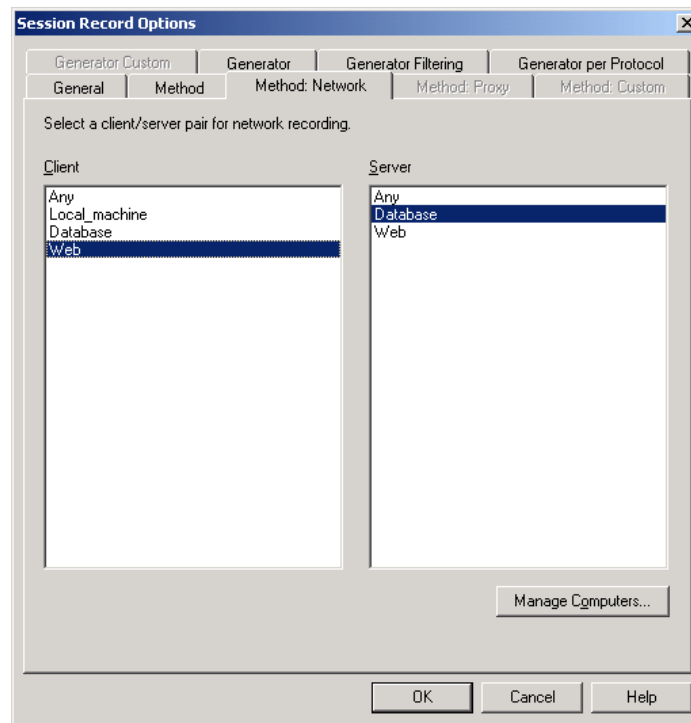 Session Record Options
Generator Custom Generator Generator Filtering Generator per Protocol
General Method Method: Network Method: Proxy Method: Custom
Select a client/server pair for network recording.
Client Server
Any Any
Local_machine Database
Database Web
Web
Manage Computers...
OK Cancel Help